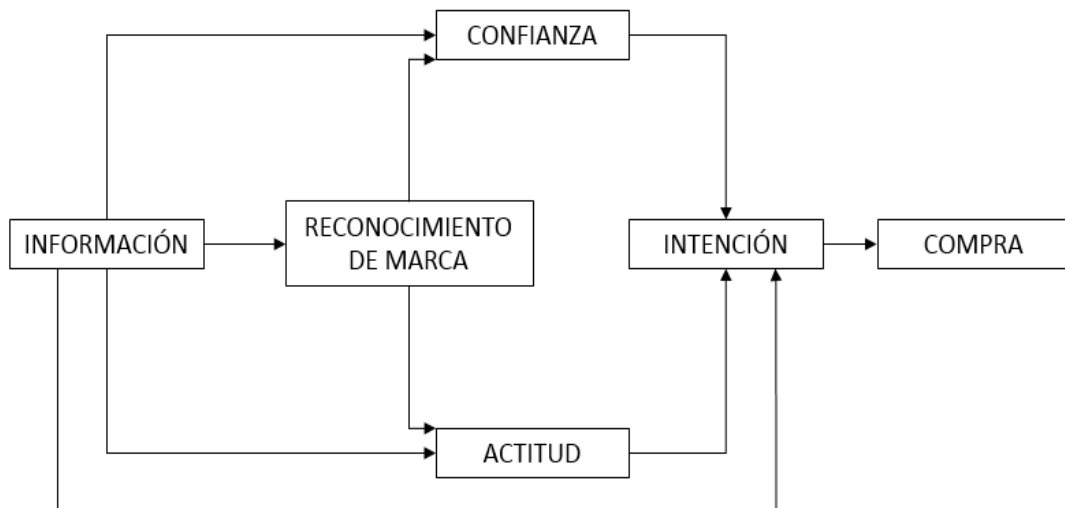 CONFIANZA
INFORMACIÓN
RECONOCIMIENTO
DE MARCA
INTENCIÓN
COMPRA
ACTITUD